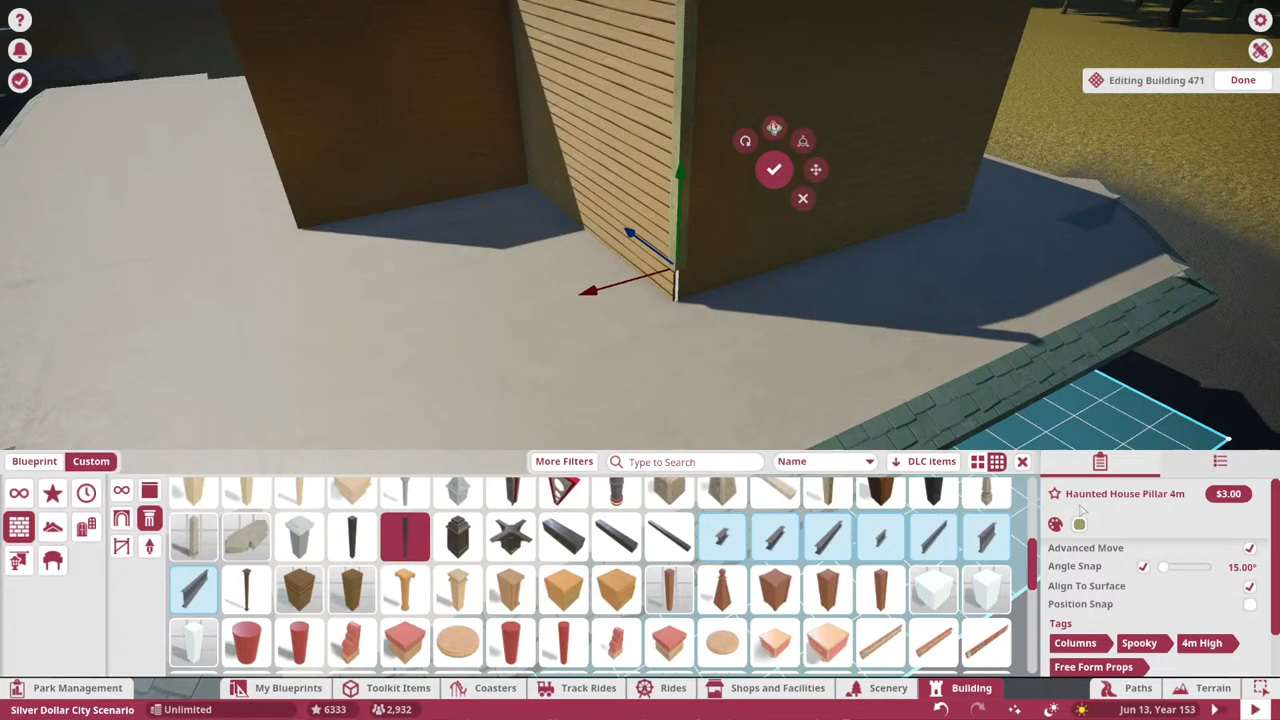 ?
Editing Building 471
Done
Blueprint
Custom
More Filters
Type to Search
Name
DLC items
Haunted House Pillar 4m
$3.00
Advanced Move
Angle Snap
15.00°
Align To Surface
Position Snap
Tags
Columns
Spooky
4m High
Free Form Props
Park Management
My Blueprints
Toolkit Items
Coasters
Track Rides
Rides
Shops and Facilities
Scenery
Building
Paths
Terrain
Silver Dollar City Scenario
Unlimited
6333
2,932
Jun 13, Year 153